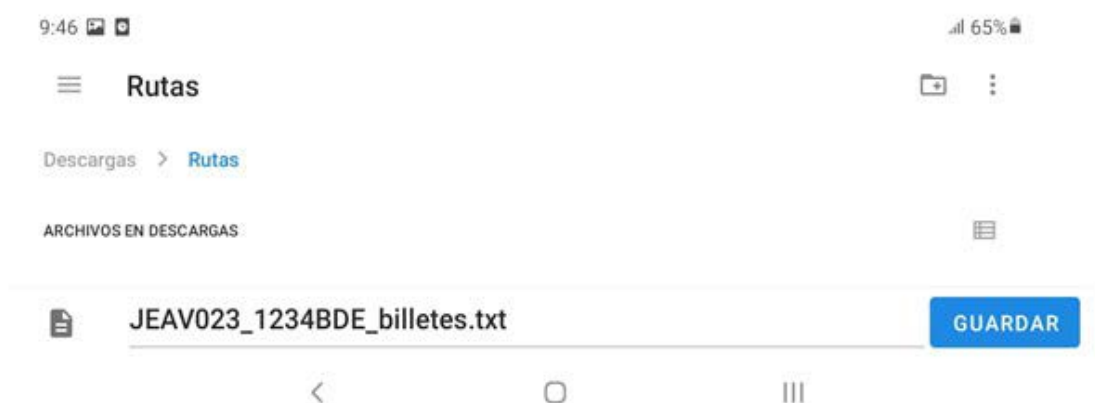 9:46 65%
Rutas
Descargas > Rutas
ARCHIVOS EN DESCARGAS
JEAV023_1234BDE_billetes.txt GUARDAR